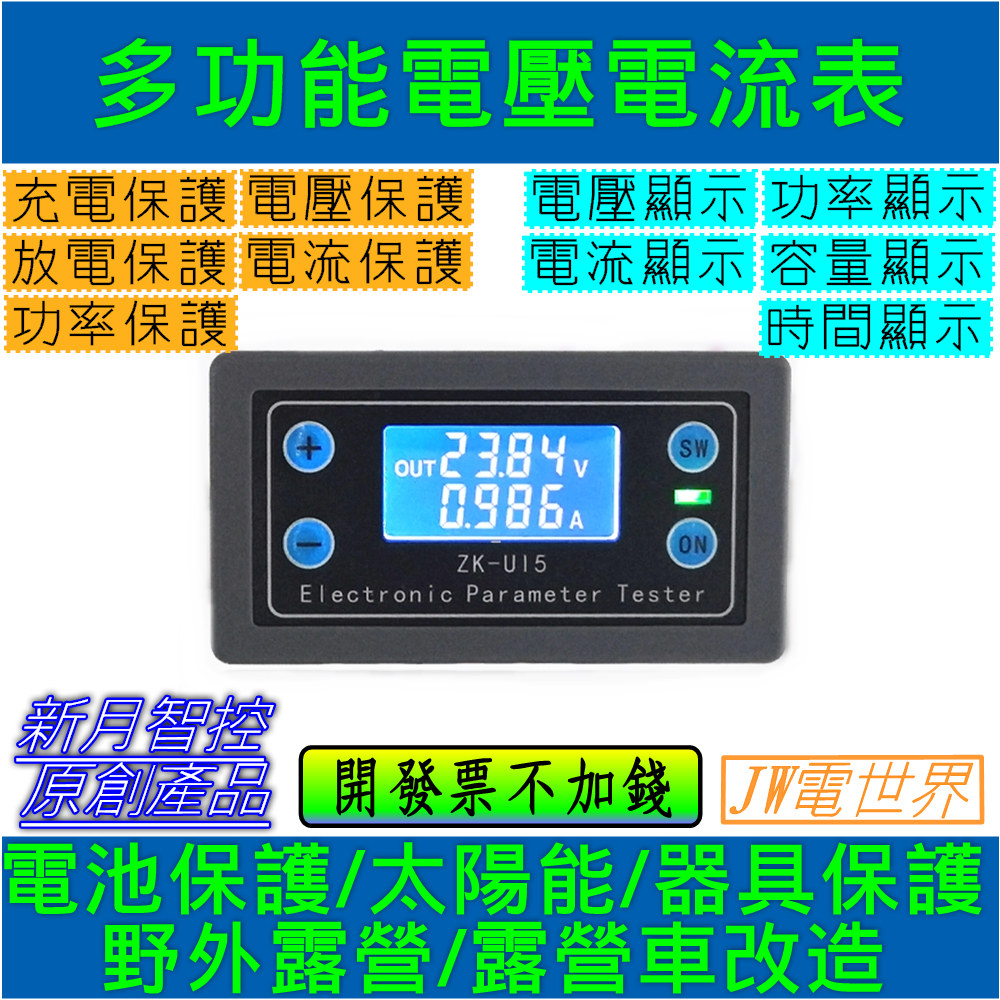 多功能電壓電流表
充電保護 電壓保護 電壓顯示 功率顯示
放電保護 電流保護 電流顯示 容量顯示
功率保護 時間顯示
+ SW
OUT 23.84 V
0.986 A
- ON
ZK-UI5
Electronic Parameter Tester
新月智控
原創產品
開發票不加錢
JW電世界
電池保護/太陽能/器具保護
野外露營/露營車改造